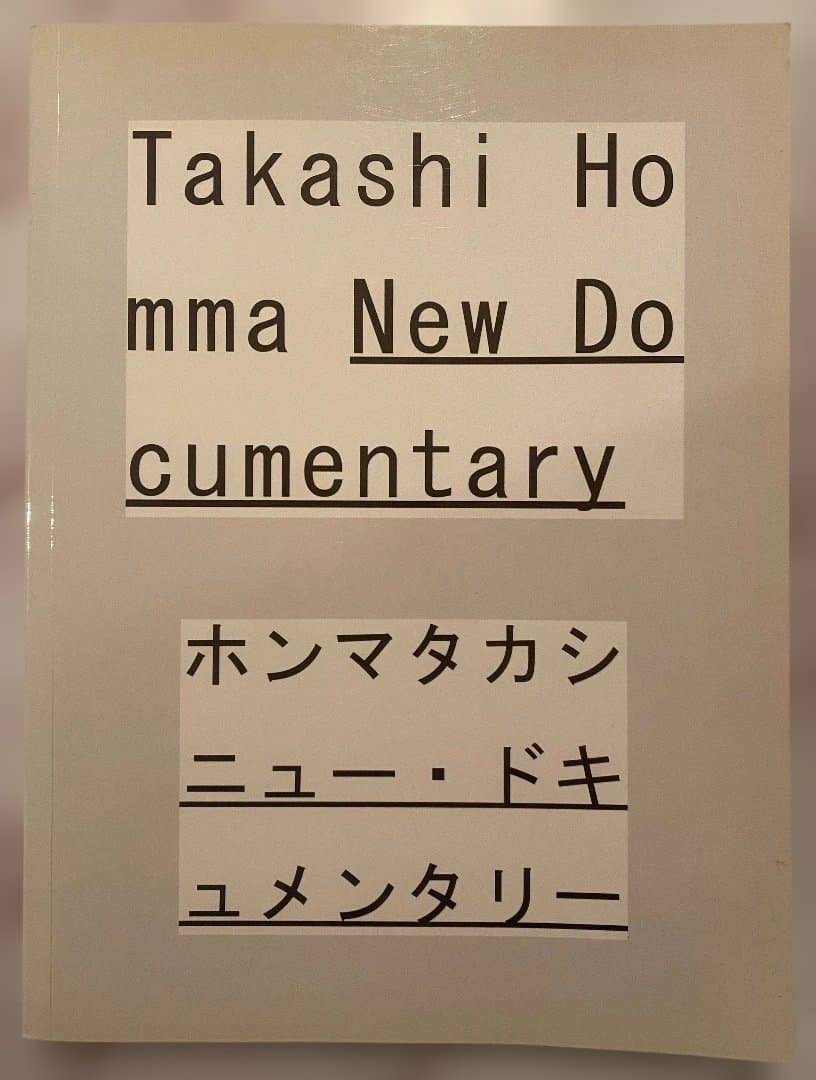 Takashi Ho
mma New Do
cumentary
ホンマタカシ
ニュー・ドキ
ュメンタリー